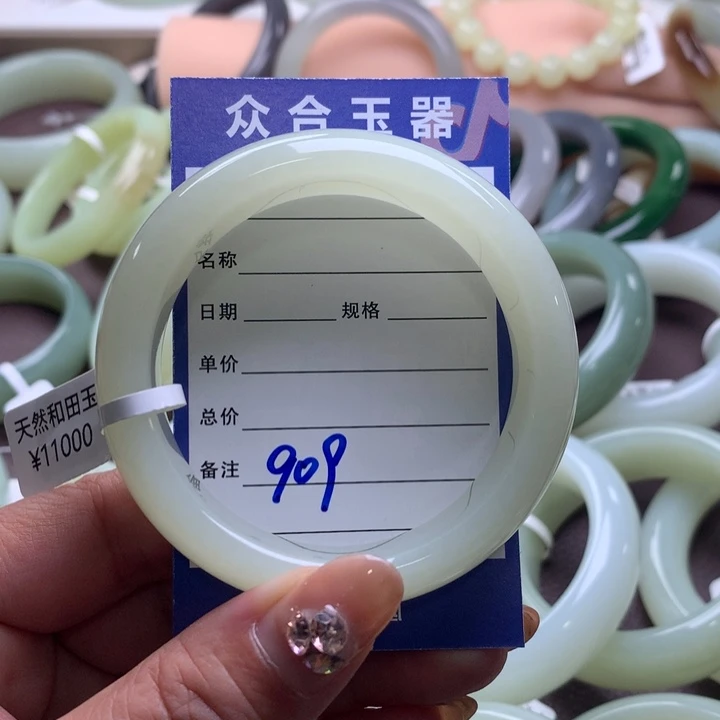 众合玉器
名称
日期 规格
单价
总价
备注 909
天然和田玉
¥11000